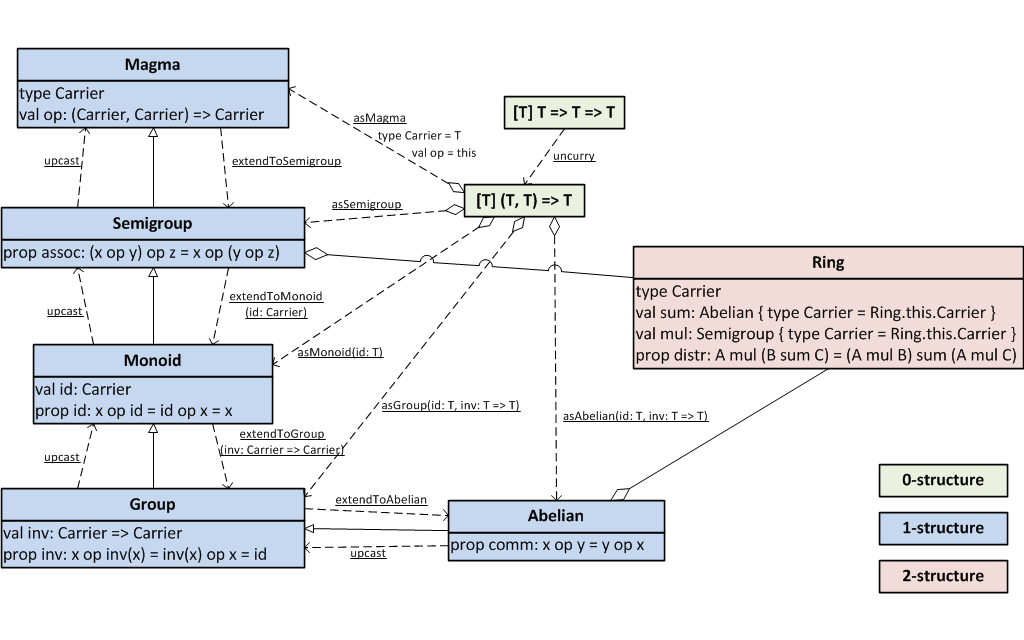 Magma
type Carrier
val op: (Carrier, Carrier) => Carrier
upcast
extendToSemigroup
asMagma
type Carrier = T
val op = this
[T] T => T => T
uncurry
[T] (T, T) => T
asSemigroup
Semigroup
prop assoc: (x op y) op z = x op (y op z)
upcast
extendToMonoid
(id: Carrier)
Ring
type Carrier
val sum: Abelian { type Carrier = Ring.this.Carrier }
val mul: Semigroup { type Carrier = Ring.this.Carrier }
prop distr: A mul (B sum C) = (A mul B) sum (A mul C)
Monoid
val id: Carrier
prop id: x op id = id op x = x
asMonoid(id: T)
asGroup(id: T, inv: T => T)
asAbelian(id: T, inv: T => T)
upcast
extendToGroup
(inv: Carrier => Carrier)
Group
val inv: Carrier => Carrier
prop inv: x op inv(x) = inv(x) op x = id
extendToAbelian
upcast
Abelian
prop comm: x op y = y op x
0-structure
1-structure
2-structure